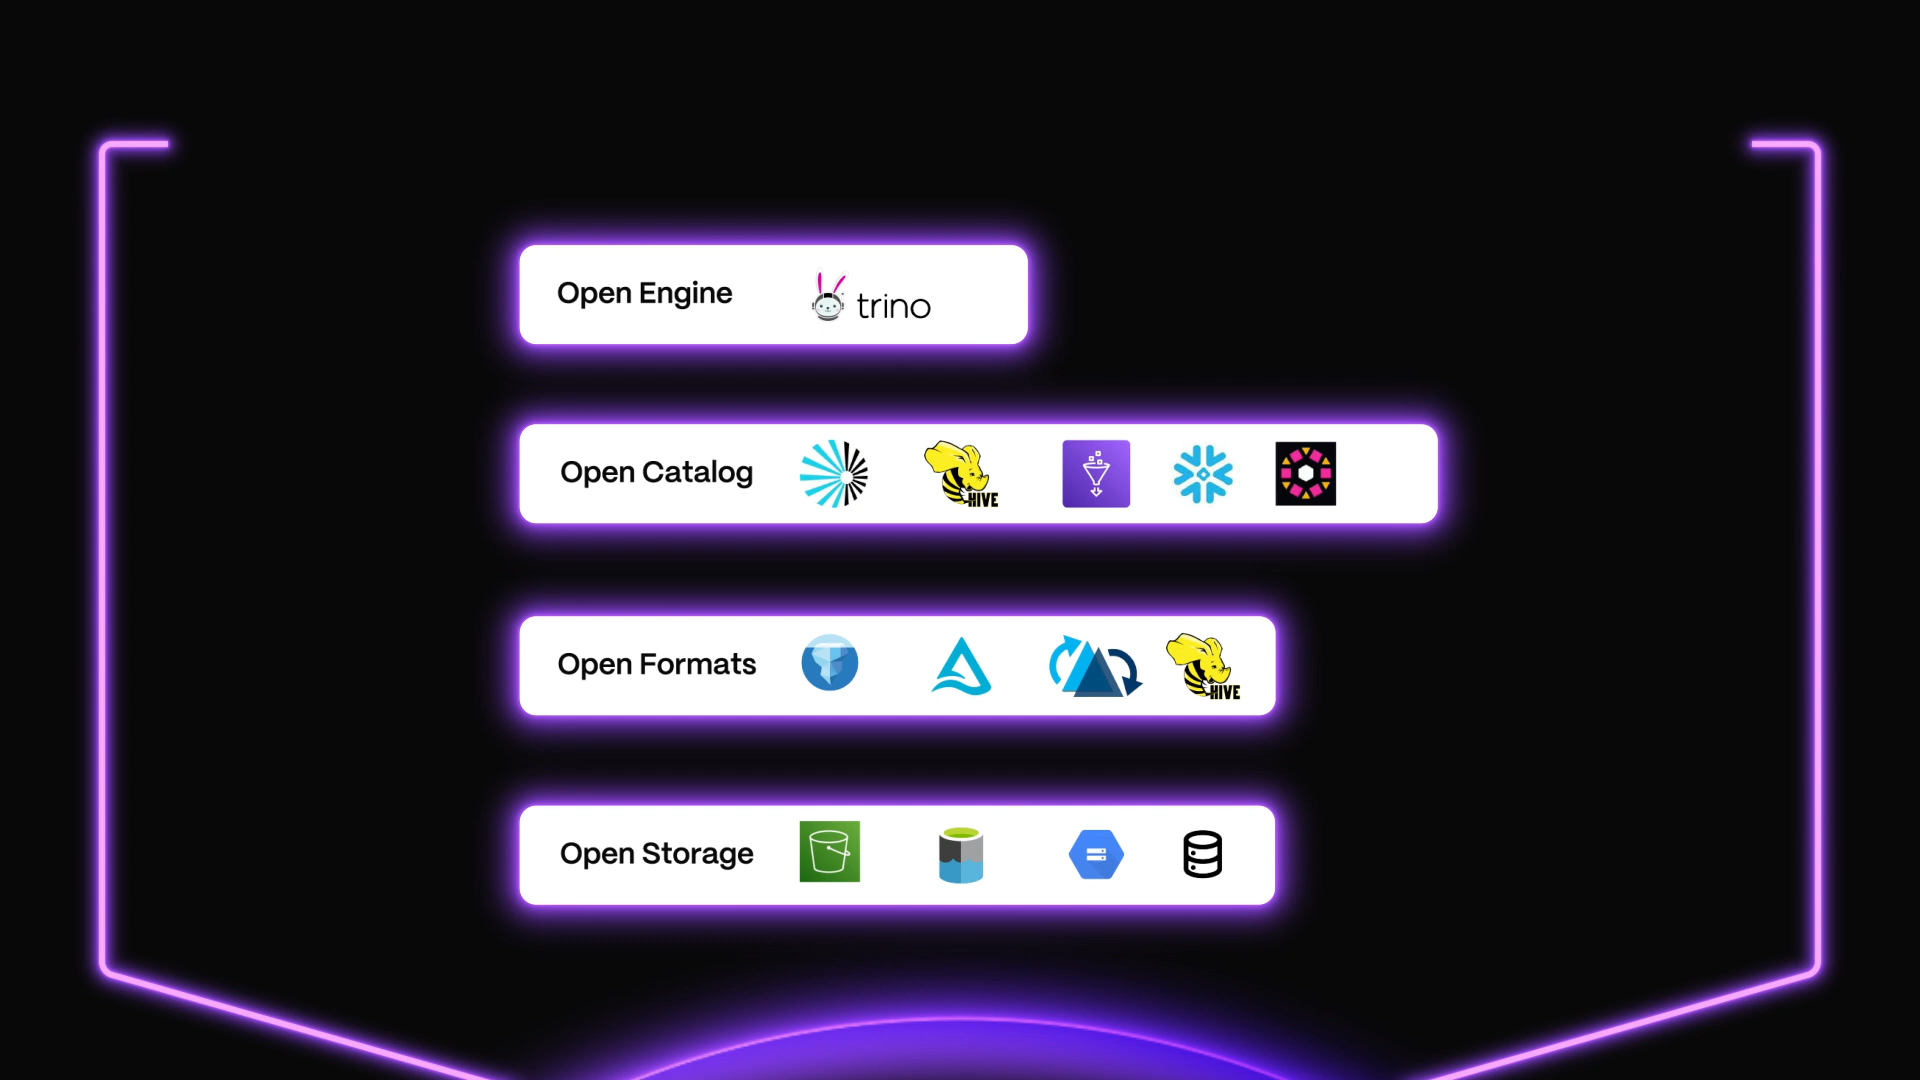 Open Engine
trino
Open Catalog
HIVE
Open Formats
HIVE
Open Storage